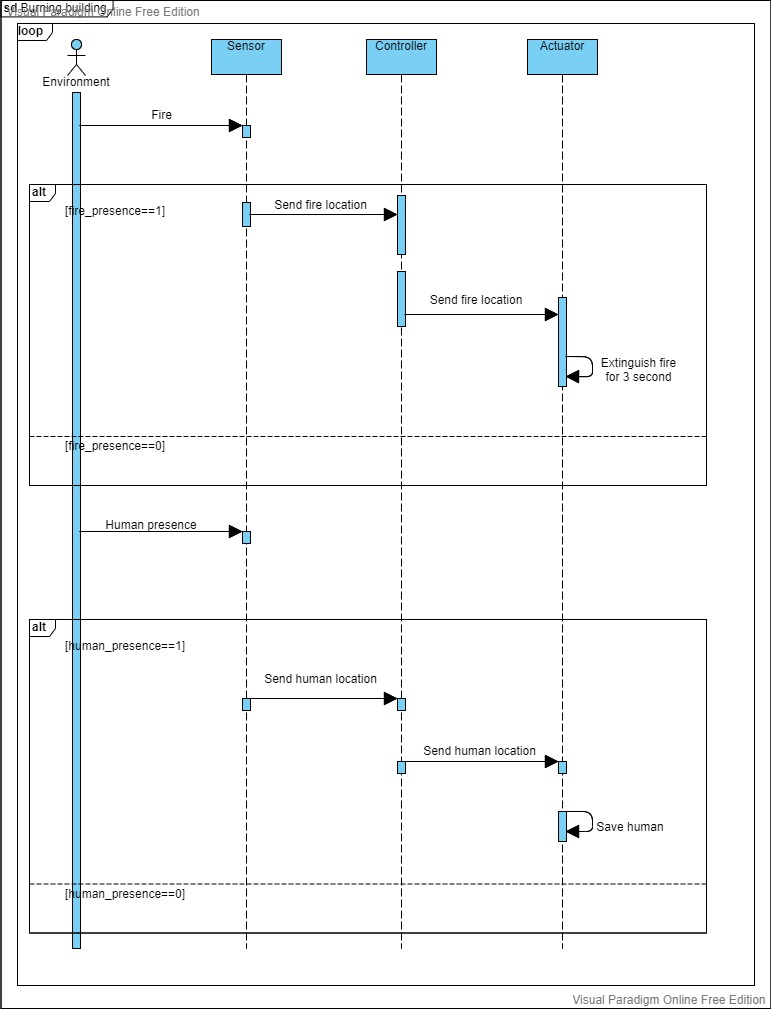 sd Burning building
Visual Paradigm Online Free Edition
loop
Sensor
Controller
Actuator
Environment
Fire
alt
[fire_presence==1]
Send fire location
Send fire location
Extinguish fire
for 3 second
[fire_presence==0]
Human presence
alt
[human_presence==1]
Send human location
Send human location
Save human
[human_presence==0]
Visual Paradigm Online Free Edition